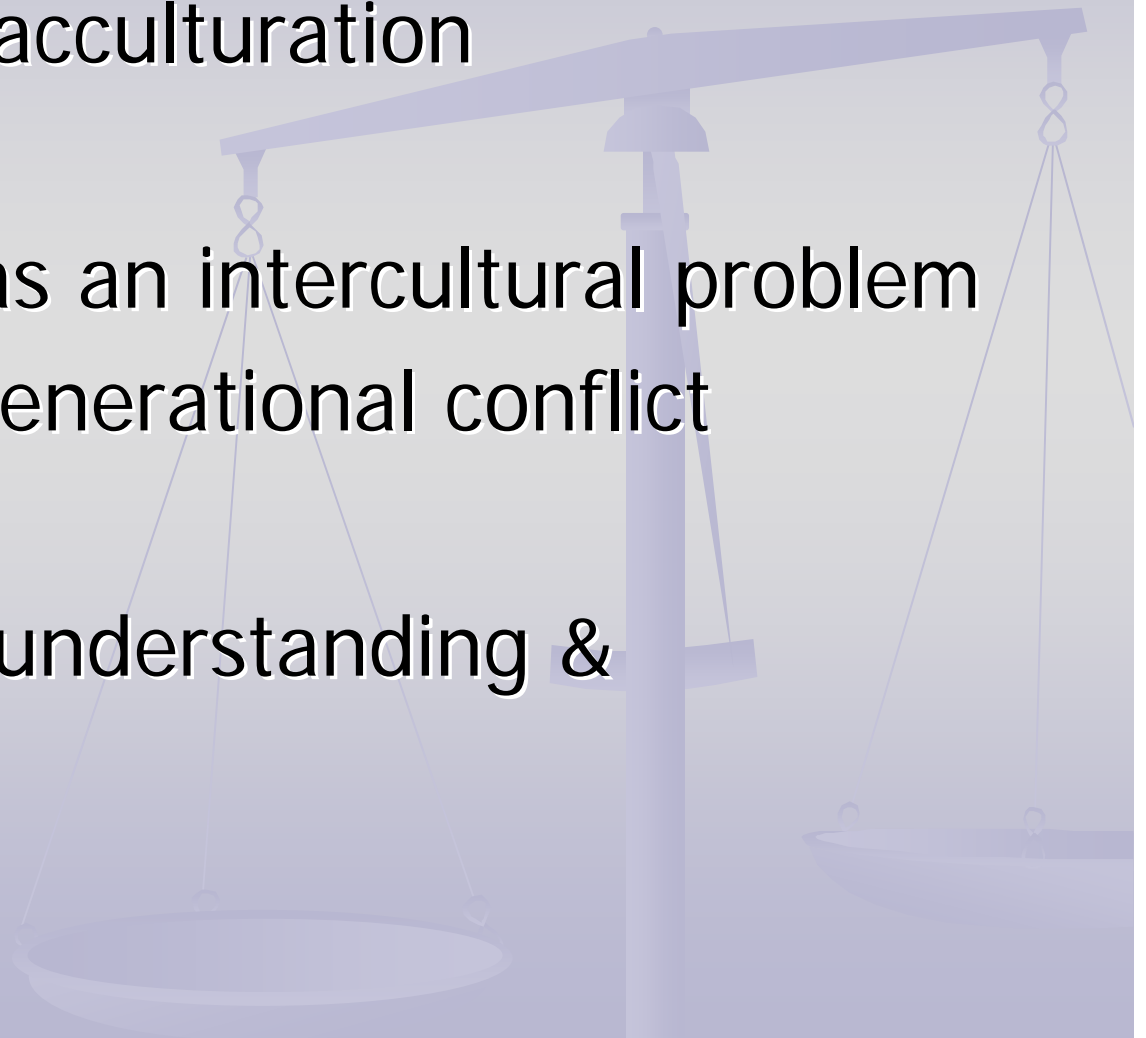 acculturation
as an intercultural problem
enerational conflict
understanding &